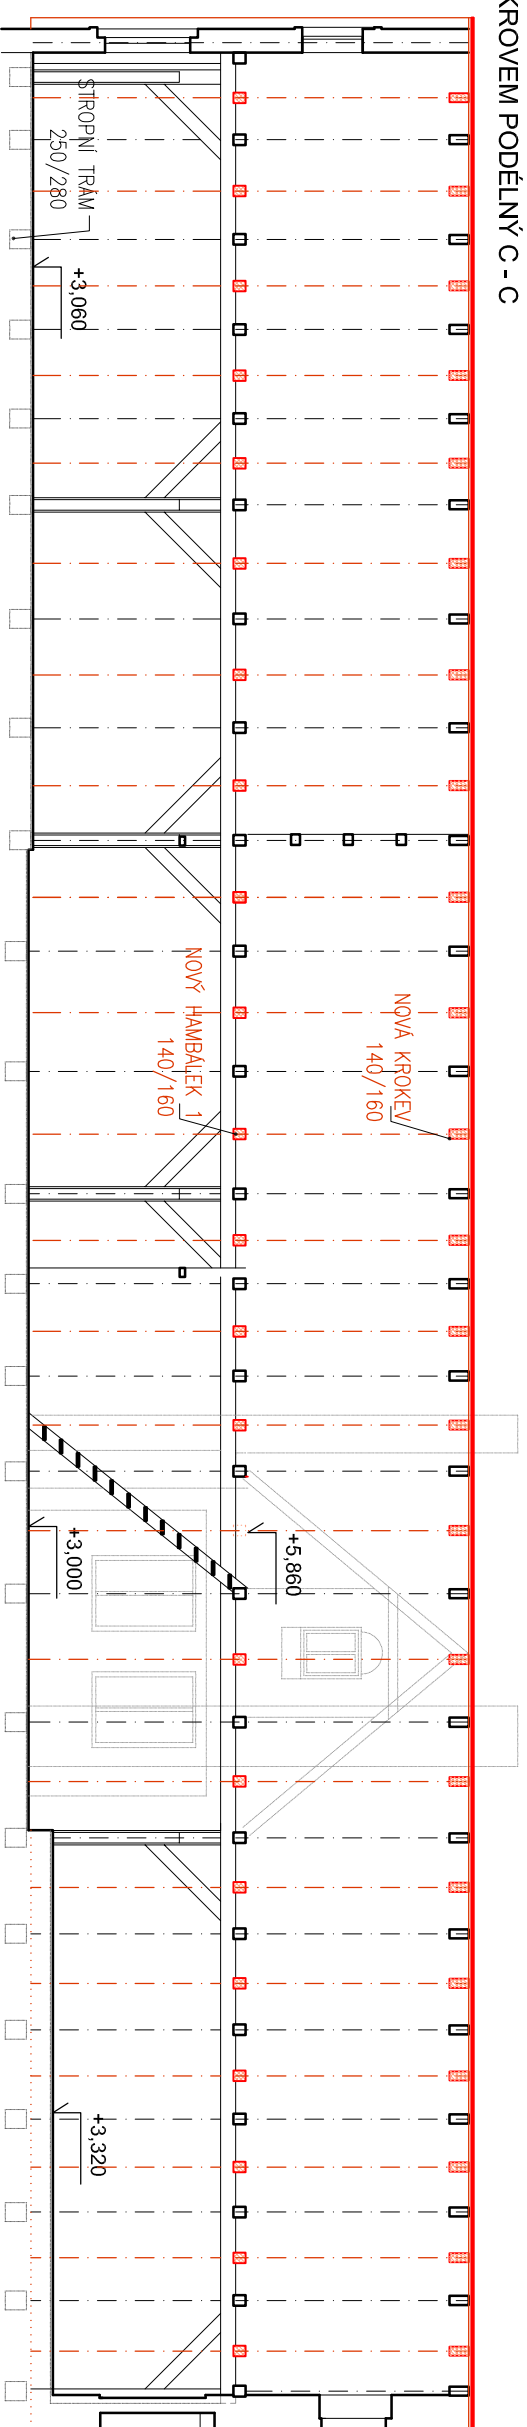 KROVEM PODÉLNÝ C - C
STROPNÍ TRÁM
250/280
+3,060
NOVÁ KROKEV
140/160
NOVÝ HAMBÁLEK 1
140/160
+5,860
+3,000
+3,320